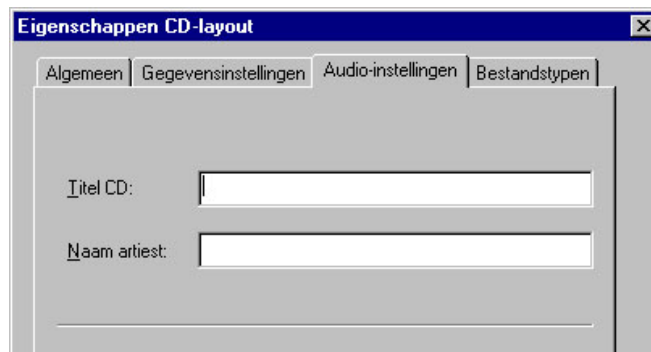 Eigenschappen CD-layout
Algemeen Gegevensinstellingen Audio-instellingen Bestandstypen
Titel CD:
Naam artiest: